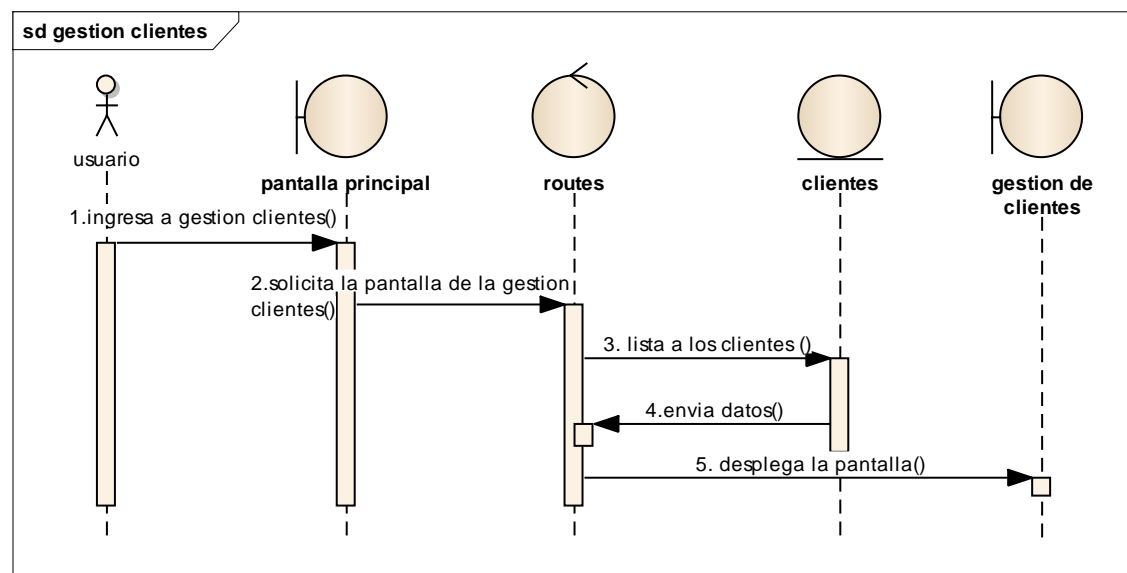 sd gestion clientes
usuario
pantalla principal
routes
clientes
gestion de
clientes
1.ingresa a gestion clientes()
2.solicita la pantalla de la gestion
clientes()
3. lista a los clientes ()
4.envia datos()
5. desplega la pantalla()